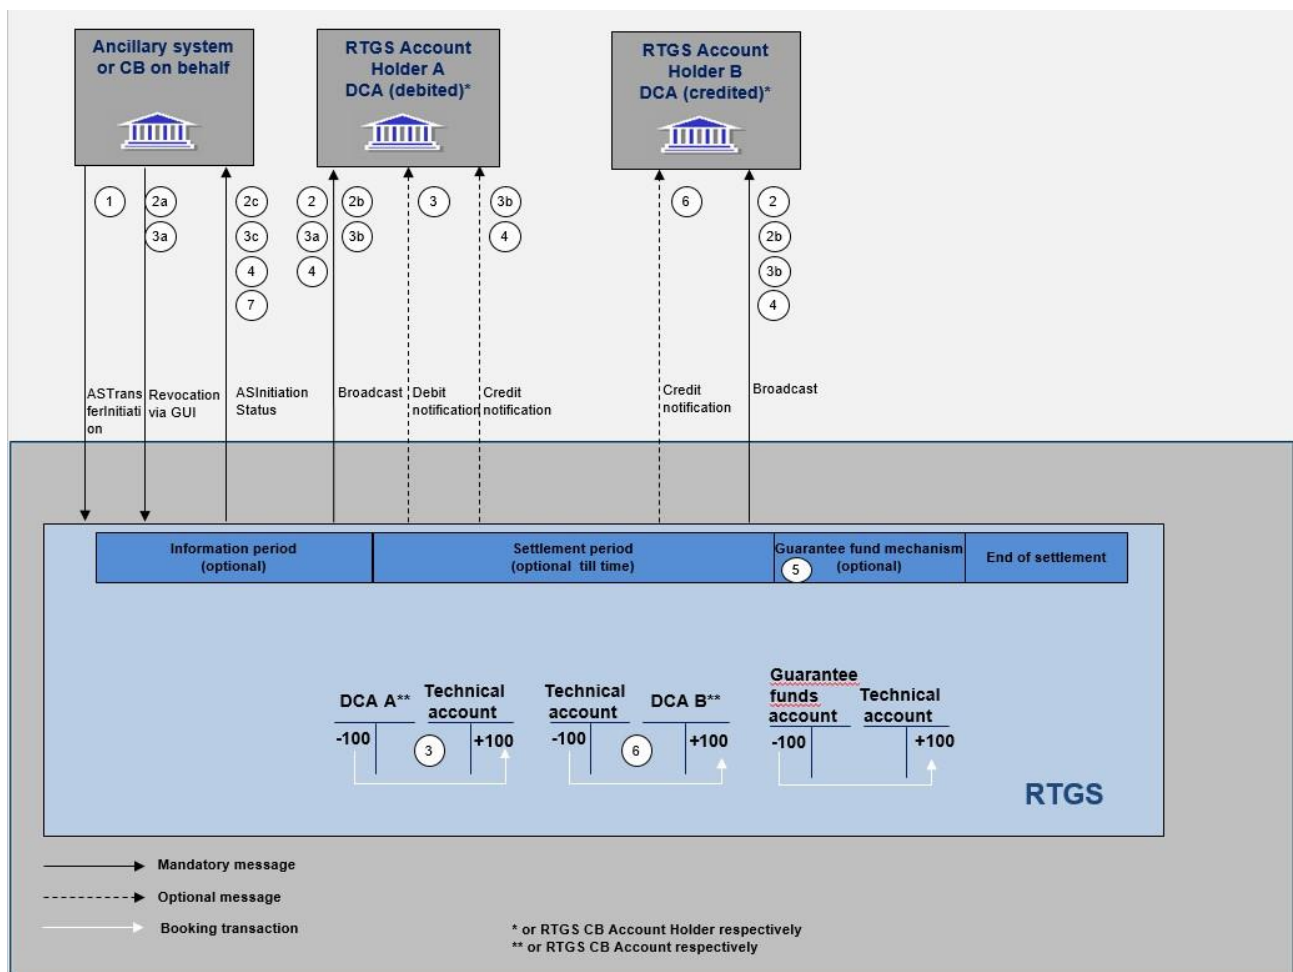 Ancillary system
or CB on behalf
RTGS Account
Holder A
DCA (debited)*
RTGS Account
Holder B
DCA (credited)*
1
2a
3a
2c
3c
4
7
2
3a
4
2b
3b
3
3b
4
6
2
2b
3b
4
ASTrans
ferInitiati
on
Revocation
via GUI
ASInitiation
Status
Broadcast
Debit
notification
Credit
notification
Credit
notification
Broadcast
Information period
(optional)
Settlement period
(optional till time)
Guarantee fund mechanism
(optional)
5
End of settlement
DCA A**
Technical
account
-100
3
+100
Technical
account
DCA B**
-100
6
+100
Guarantee
funds
account
Technical
account
-100
+100
RTGS
Mandatory message
Optional message
Booking transaction
* or RTGS CB Account Holder respectively
** or RTGS CB Account respectively